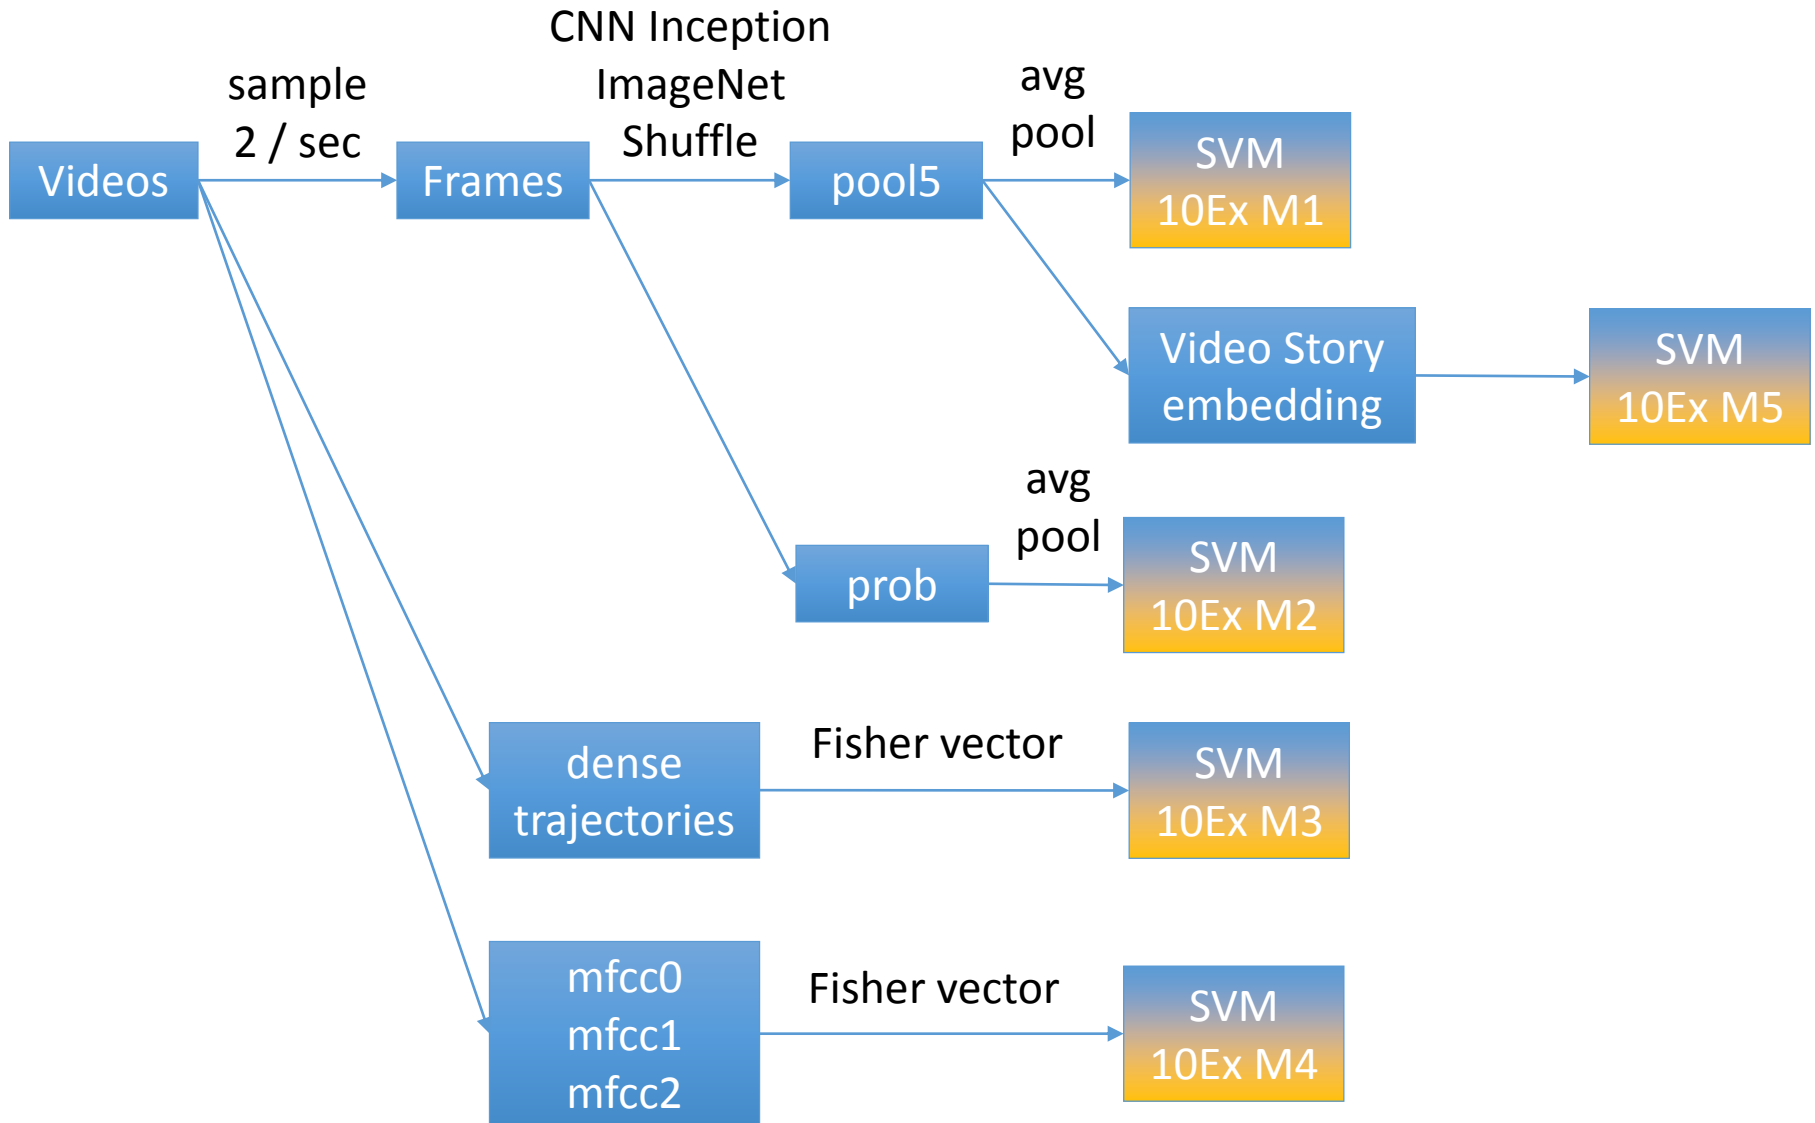 CNN Inception
ImageNet
Shuffle
sample
2 / sec
avg
pool
Videos
Frames
pool5
SVM
10Ex M1
Video Story
embedding
SVM
10Ex M5
avg
pool
prob
SVM
10Ex M2
dense
trajectories
Fisher vector
SVM
10Ex M3
mfcc0
mfcc1
mfcc2
Fisher vector
SVM
10Ex M4